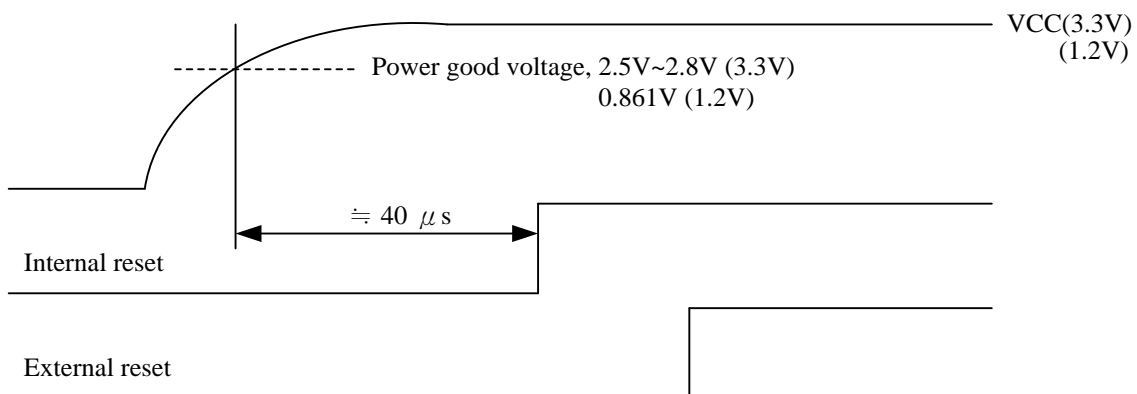 VCC(3.3V)
(1.2V)
Power good voltage, 2.5V~2.8V (3.3V)
0.861V (1.2V)
≒ 40 μs
Internal reset
External reset